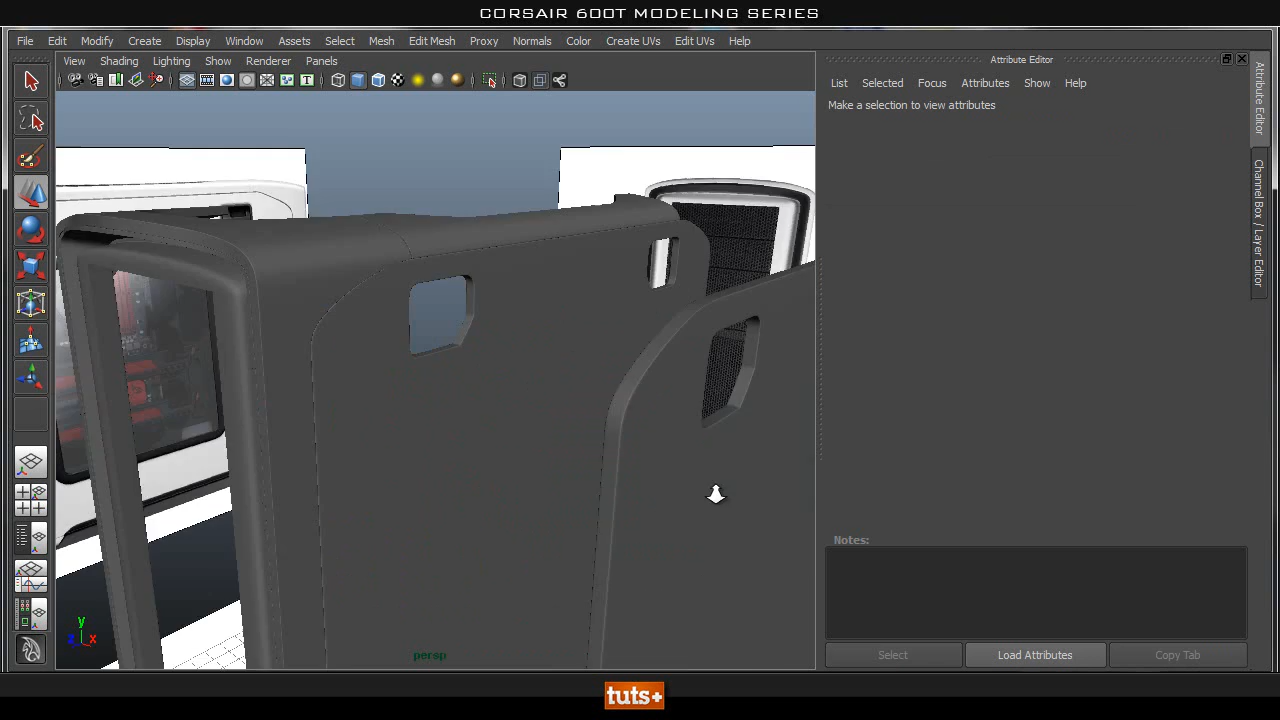 CORSAIR 600T MODELING SERIES
File Edit Modify Create Display Window Assets Select Mesh Edit Mesh Proxy Normals Color Create UVs Edit UVs Help
View Shading Lighting Show Renderer Panels
Attribute Editor
List Selected Focus Attributes Show Help
Make a selection to view attributes
Attribute Editor
Channel Box / Layer Editor
T
y
z x
persp
Notes:
Select Load Attributes Copy Tab
tuts+